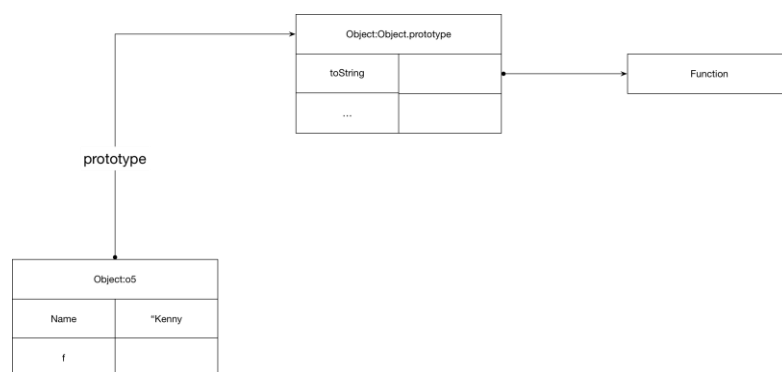 Object:Object.prototype
toString
Function
...
prototype
Object:o5
Name
“Kenny
f